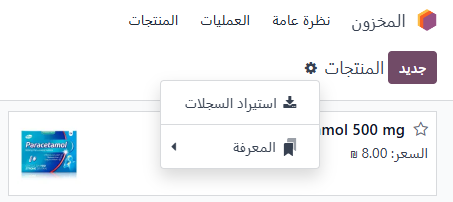 المخزون نظرة عامة العمليات المنتجات
جديد المنتجات
استيراد السجلات
المعرفة
mol 500 mg
السعر: 8.00 ₪
Paracetamol